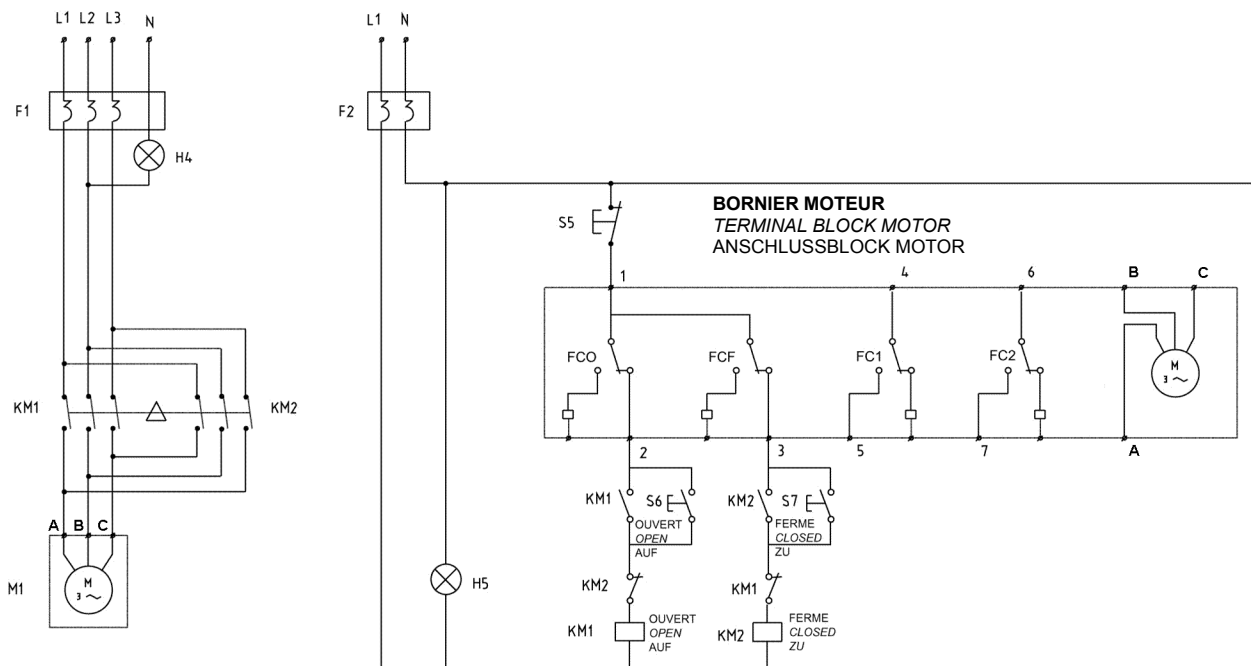 L1 L2 L3 N
L1 N
F1
F2
H4
S5
BORNIER MOTEUR
TERMINAL BLOCK MOTOR
ANSCHLUSSBLOCK MOTOR
1 4 6 B C
FCO FCF FC1 FC2
M
3 ~
KM1 KM2
2 3 5 7 A
KM1 S6 KM2 S7
OUVERT
OPEN
AUF
FERME
CLOSED
ZU
A B C
M1
M
3 ~
H5
KM2 KM1
KM1
OUVERT
OPEN
AUF
KM2
FERME
CLOSED
ZU